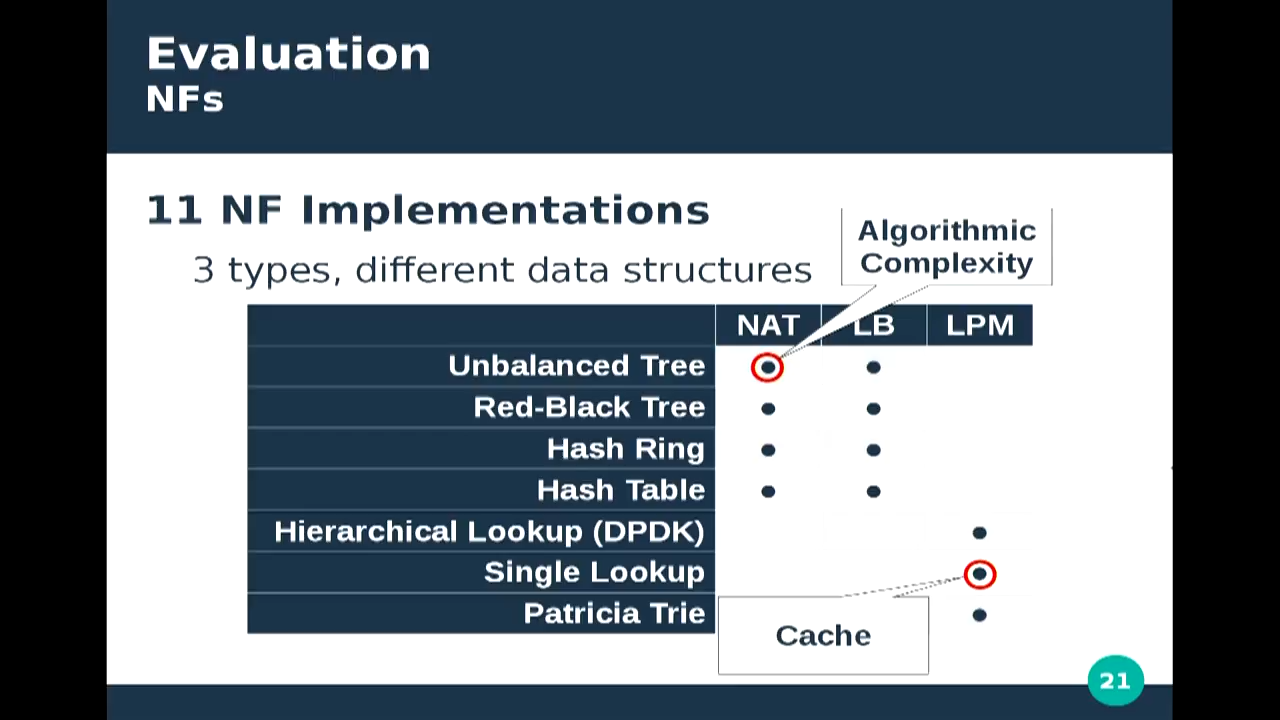 Evaluation
NFs
11 NF Implementations
3 types, different data structures
Algorithmic
Complexity
NAT LB LPM
Unbalanced Tree • •
Red-Black Tree • •
Hash Ring • •
Hash Table • •
Hierarchical Lookup (DPDK) •
Single Lookup •
Patricia Trie •
Cache
21